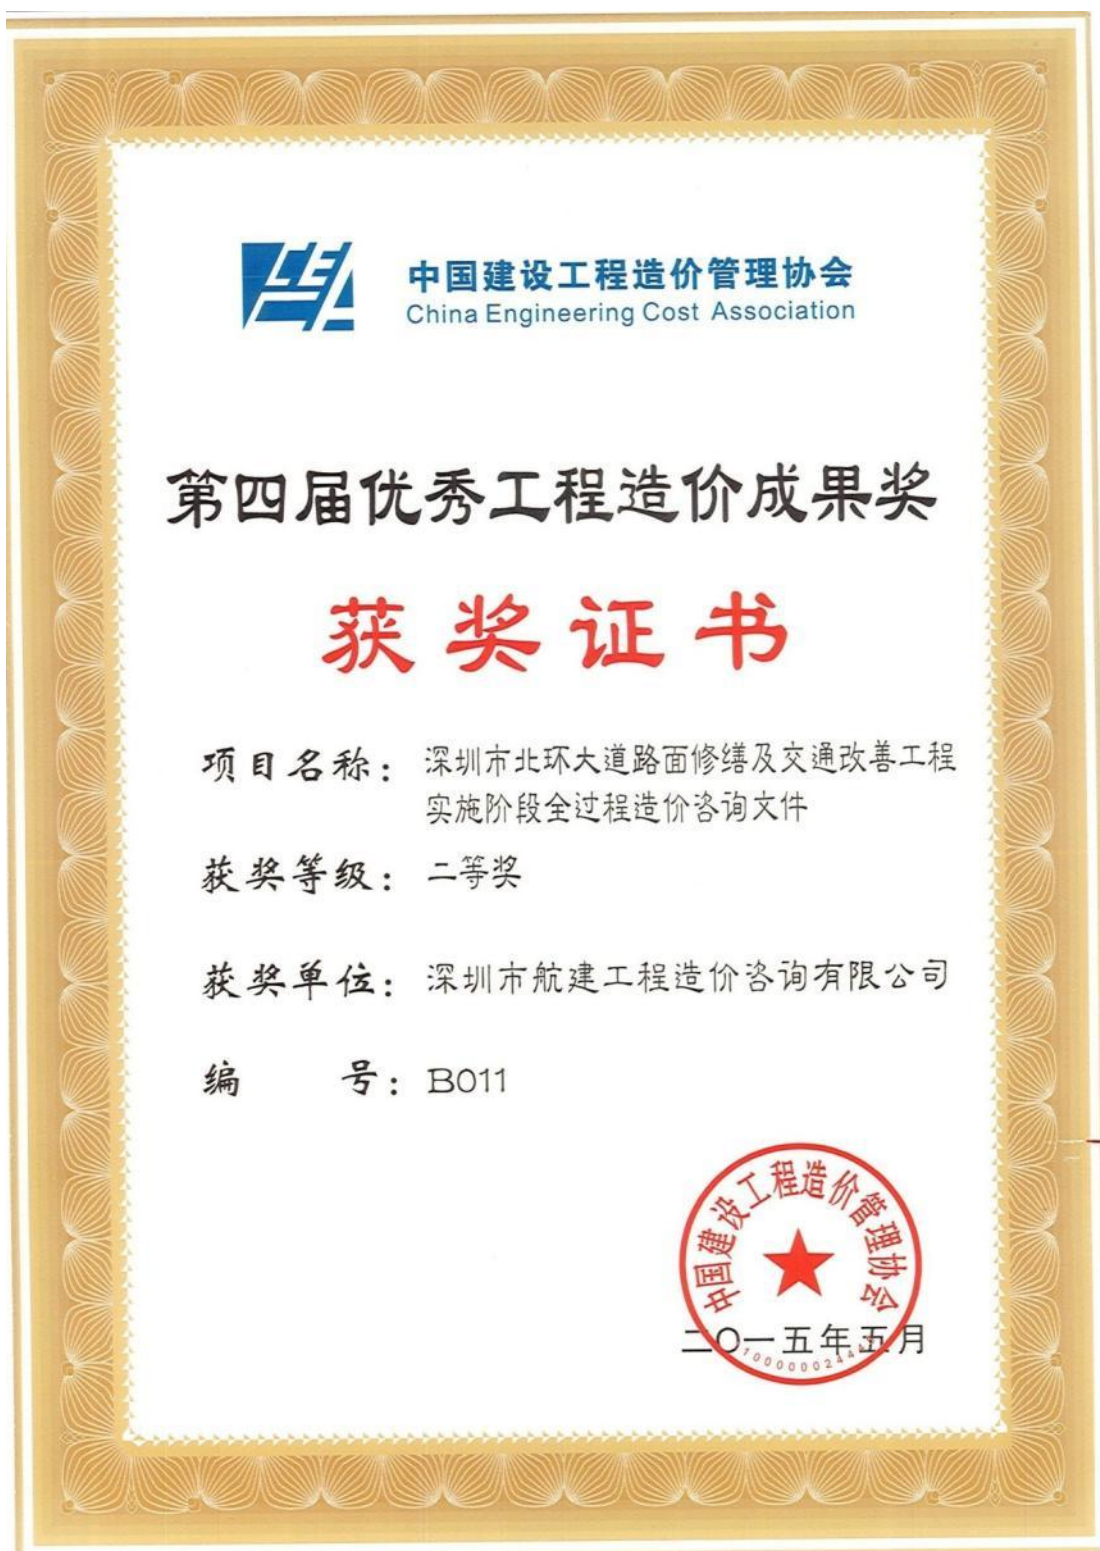 中国建设工程造价管理协会
China Engineering Cost Association
第四届优秀工程造价成果奖
获奖证书
项目名称：深圳市北环大道路面修缮及交通改善工程
实施阶段全过程造价咨询文件
获奖等级：二等奖
获奖单位：深圳市航建工程造价咨询有限公司
编 号：B011
中国建设工程造价管理协会
二〇一五年五月